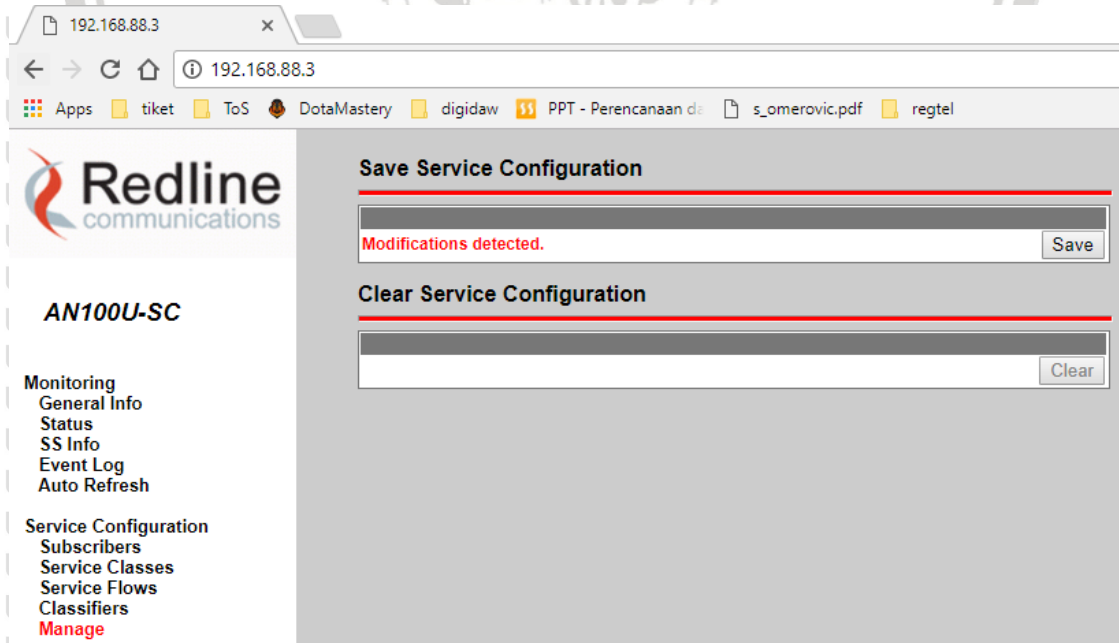 192.168.88.3
192.168.88.3
Apps tiket ToS DotaMastery digidaw PPT - Perencanaan da s_omerovic.pdf regtel
Redline
communications
AN100U-SC
Monitoring
General Info
Status
SS Info
Event Log
Auto Refresh
Service Configuration
Subscribers
Service Classes
Service Flows
Classifiers
Manage
Save Service Configuration
Modifications detected. Save
Clear Service Configuration
Clear